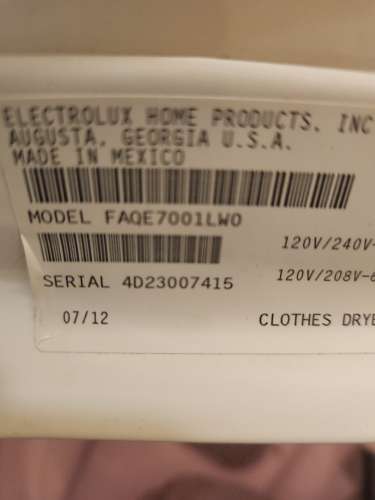 ELECTROLUX HOME PRODUCTS, INC
AUGUSTA, GEORGIA U.S.A.
MADE IN MEXICO
MODEL FAQE7001LW0
120V/240V-
SERIAL 4D23007415
120V/208V-6
07/12
CLOTHES DRYE